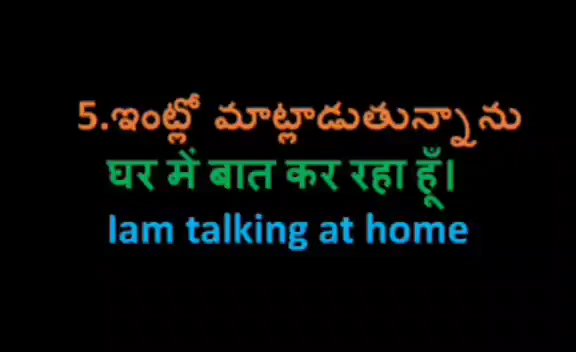 5.ఇంట్లో మాట్లాడుతున్నాను
घर में बात कर रहा हूँ।
Iam talking at home